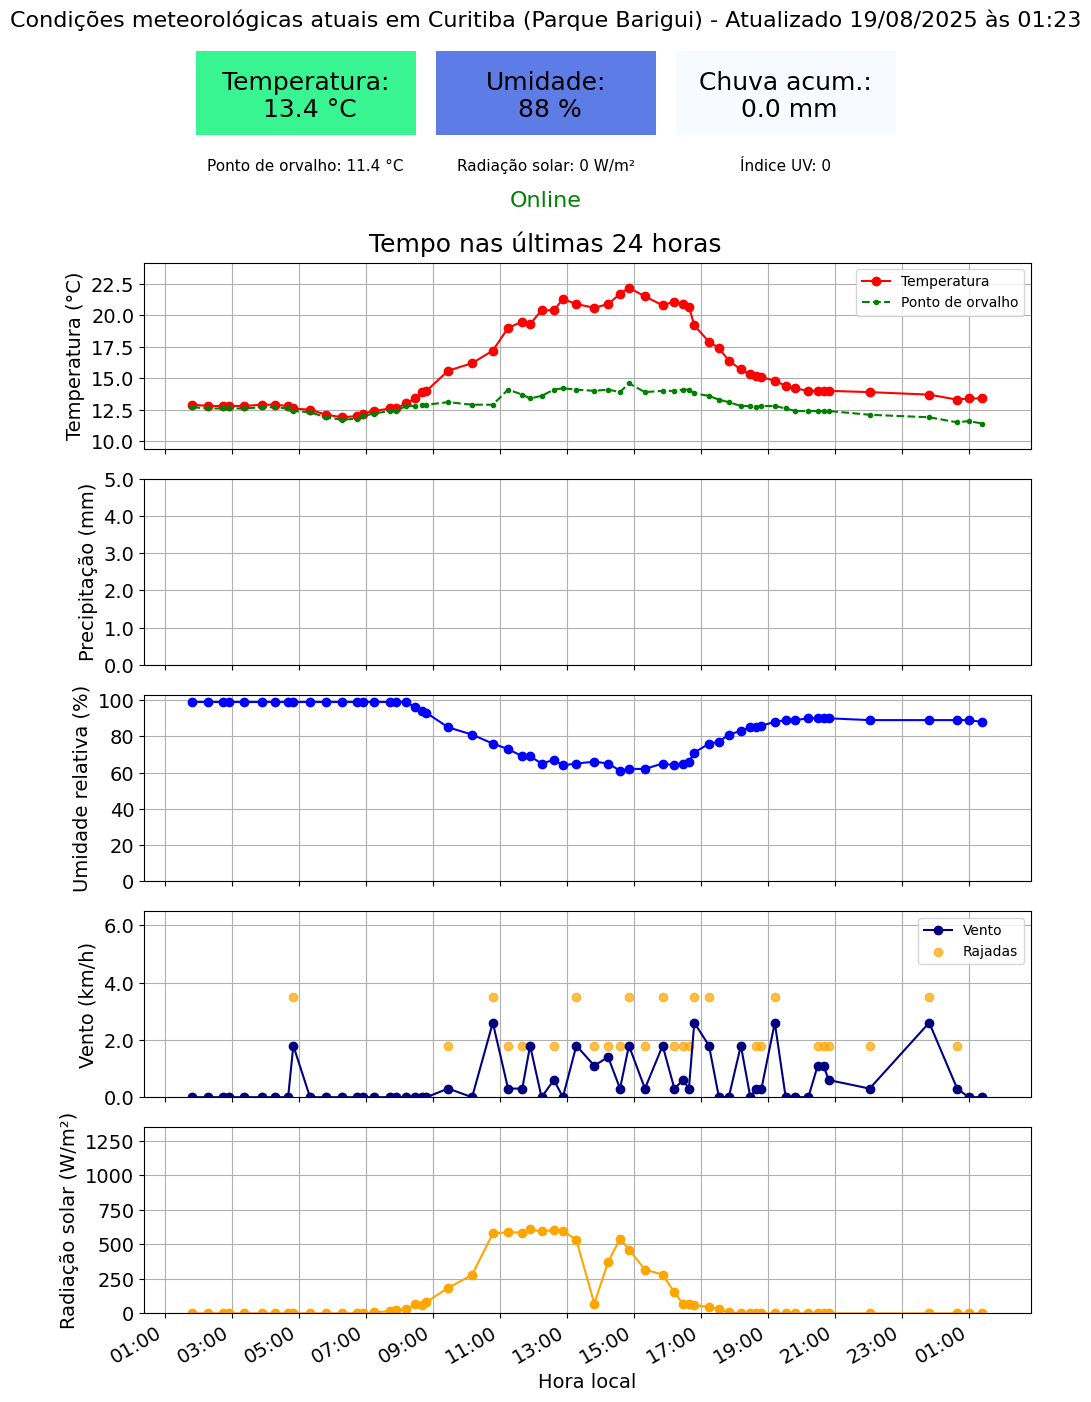 Condições meteorológicas atuais em Curitiba (Parque Barigui) - Atualizado 19/08/2025 às 01:23
Temperatura:
13.4 °C
Umidade:
88 %
Chuva acum.:
0.0 mm
Ponto de orvalho: 11.4 °C
Radiação solar: 0 W/m²
Índice UV: 0
Online
Tempo nas últimas 24 horas
Temperatura (°C)
22.5
20.0
17.5
15.0
12.5
10.0
Temperatura
Ponto de orvalho
Precipitação (mm)
5.0
4.0
3.0
2.0
1.0
0.0
Umidade relativa (%)
100
80
60
40
20
0
Vento (km/h)
6.0
4.0
2.0
0.0
Vento
Rajadas
Radiação solar (W/m²)
1250
1000
750
500
250
0
01:00
03:00
05:00
07:00
09:00
11:00
13:00
15:00
17:00
19:00
21:00
23:00
01:00
Hora local